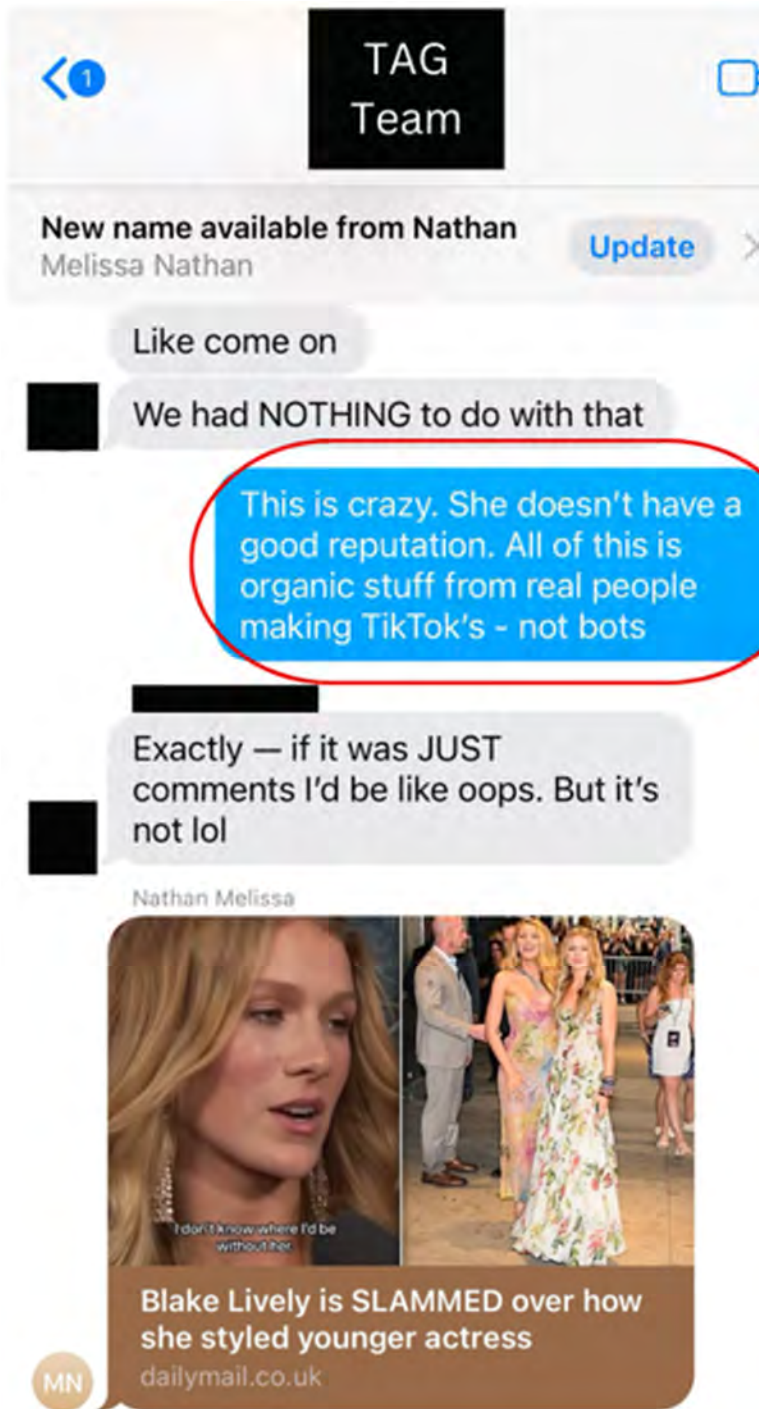 1
TAG
Team
New name available from Nathan
Melissa Nathan
Update
Like come on
We had NOTHING to do with that
This is crazy. She doesn't have a
good reputation. All of this is
organic stuff from real people
making TikTok's - not bots
Exactly — if it was JUST
comments I'd be like oops. But it's
not lol
Nathan Melissa
I don't know where I'd be
without her.
Blake Lively is SLAMMED over how
she styled younger actress
dailymail.co.uk
MN